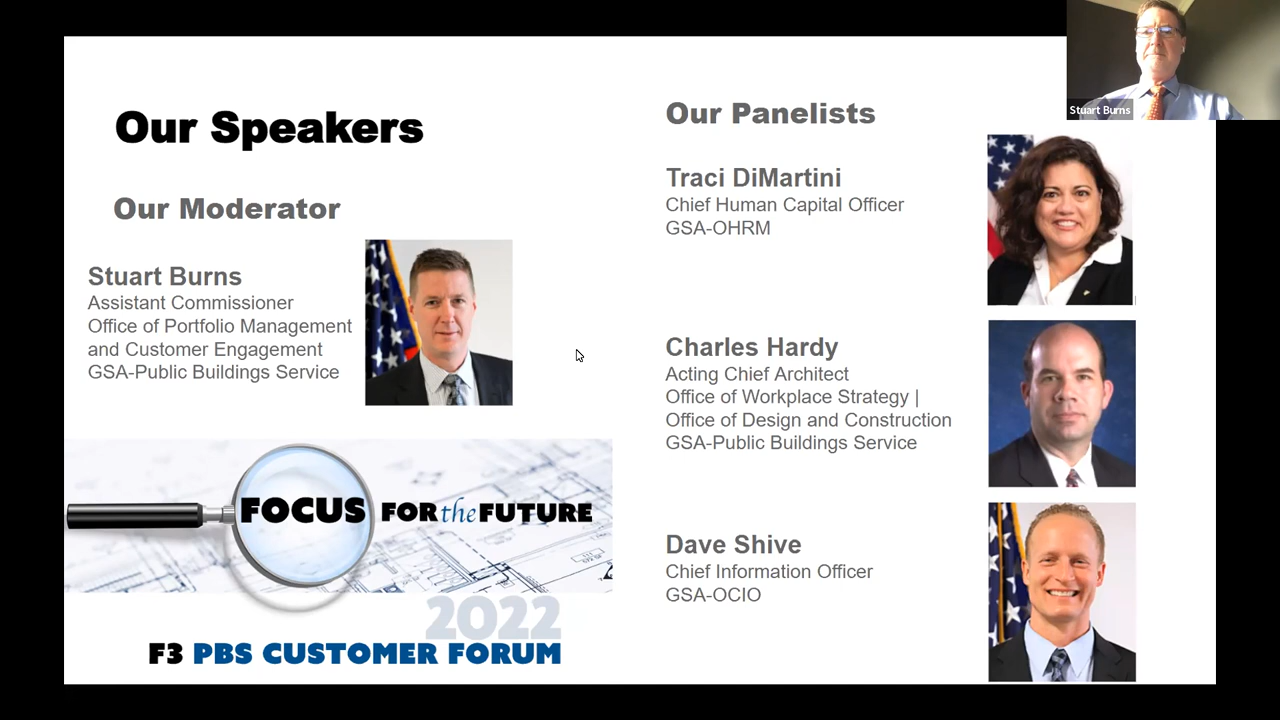 Our Speakers
Our Moderator
Stuart Burns
Assistant Commissioner
Office of Portfolio Management
and Customer Engagement
GSA-Public Buildings Service
FOCUS FOR the FUTURE
2022
F3 PBS CUSTOMER FORUM
Our Panelists
Traci DiMartini
Chief Human Capital Officer
GSA-OHRM
Charles Hardy
Acting Chief Architect
Office of Workplace Strategy |
Office of Design and Construction
GSA-Public Buildings Service
Dave Shive
Chief Information Officer
GSA-OCIO
Stuart Burns